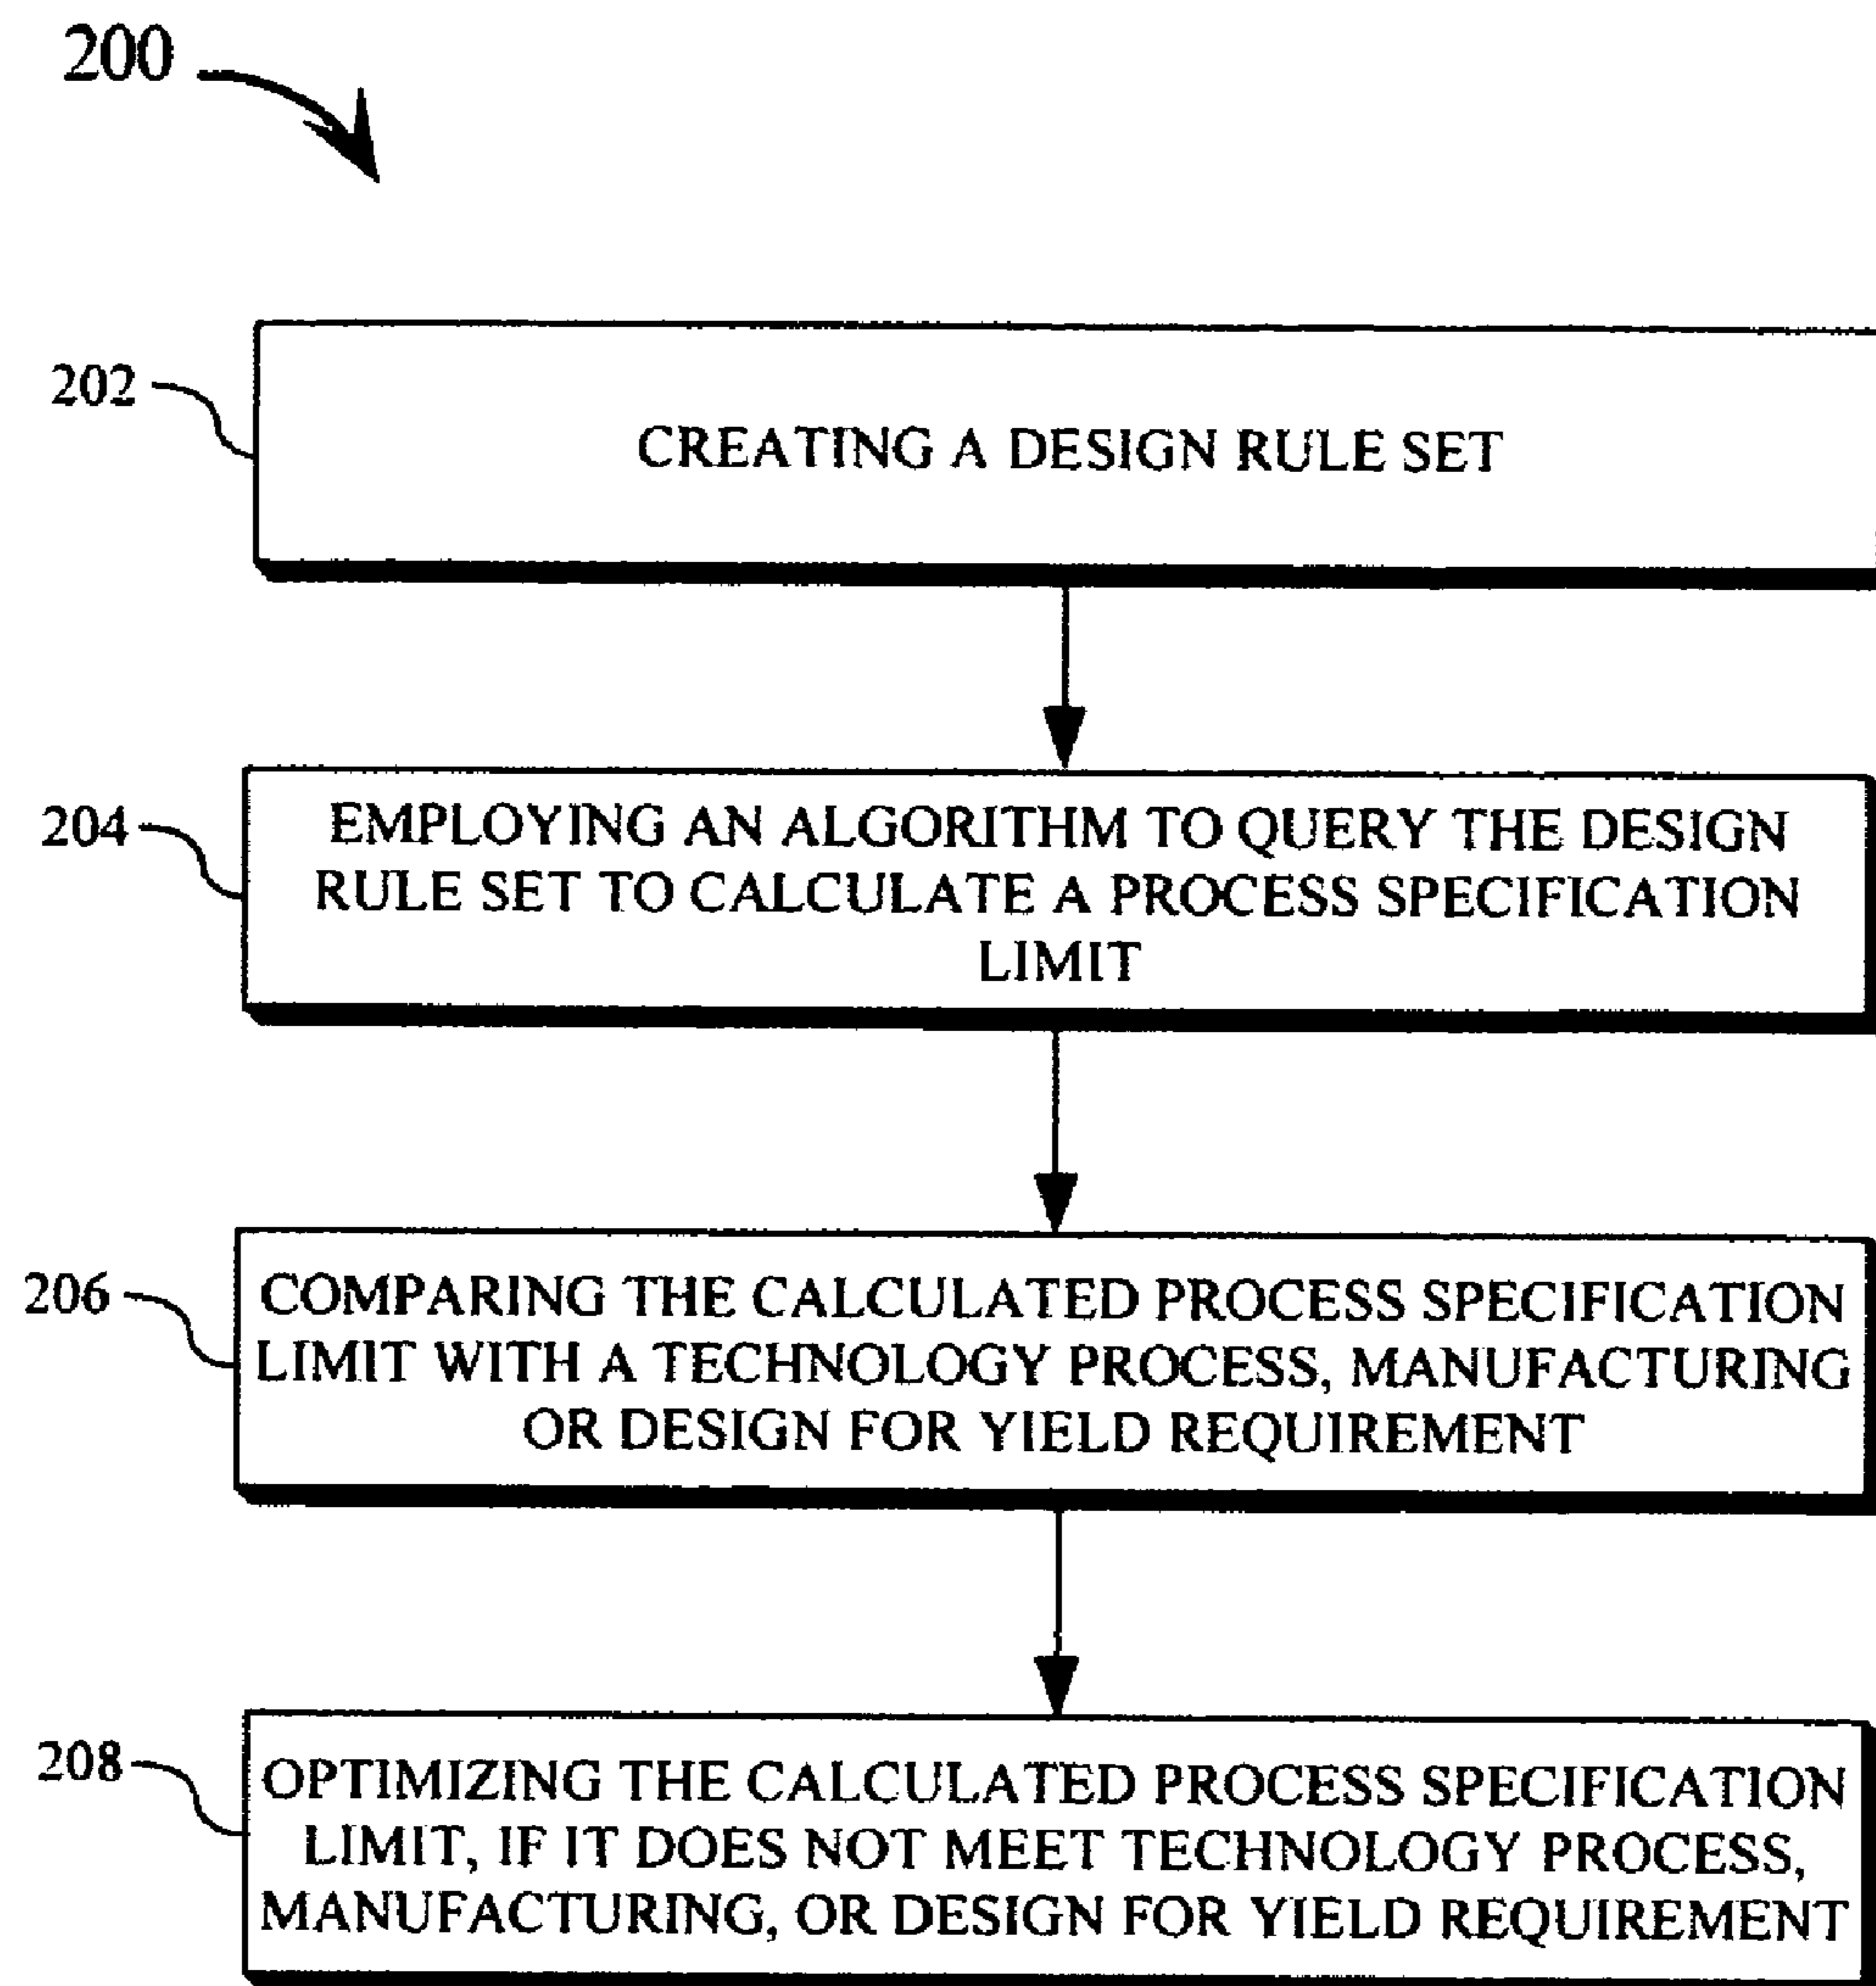 200
202
CREATING A DESIGN RULE SET
204
EMPLOYING AN ALGORITHM TO QUERY THE DESIGN
RULE SET TO CALCULATE A PROCESS SPECIFICATION
LIMIT
206
COMPARING THE CALCULATED PROCESS SPECIFICATION
LIMIT WITH A TECHNOLOGY PROCESS, MANUFACTURING
OR DESIGN FOR YIELD REQUIREMENT
208
OPTIMIZING THE CALCULATED PROCESS SPECIFICATION
LIMIT, IF IT DOES NOT MEET TECHNOLOGY PROCESS,
MANUFACTURING, OR DESIGN FOR YIELD REQUIREMENT